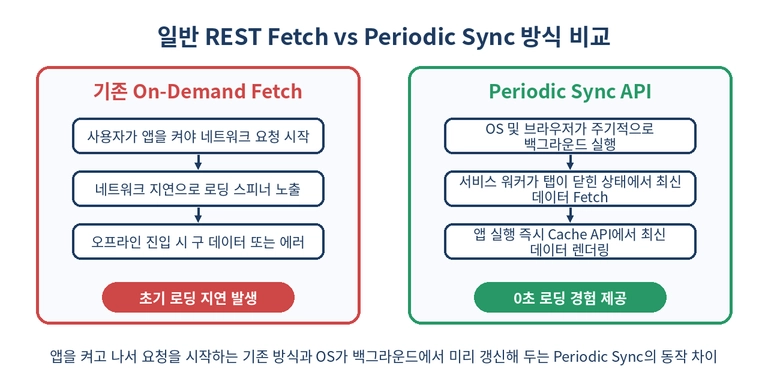 일반 REST Fetch vs Periodic Sync 방식 비교
기존 On-Demand Fetch
사용자가 앱을 켜야 네트워크 요청 시작
네트워크 지연으로 로딩 스피너 노출
오프라인 진입 시 구 데이터 또는 에러
초기 로딩 지연 발생
Periodic Sync API
OS 및 브라우저가 주기적으로
백그라운드 실행
서비스 워커가 탭이 닫힌 상태에서 최신
데이터 Fetch
앱 실행 즉시 Cache API에서 최신
데이터 렌더링
0초 로딩 경험 제공
앱을 켜고 나서 요청을 시작하는 기존 방식과 OS가 백그라운드에서 미리 갱신해 두는 Periodic Sync의 동작 차이